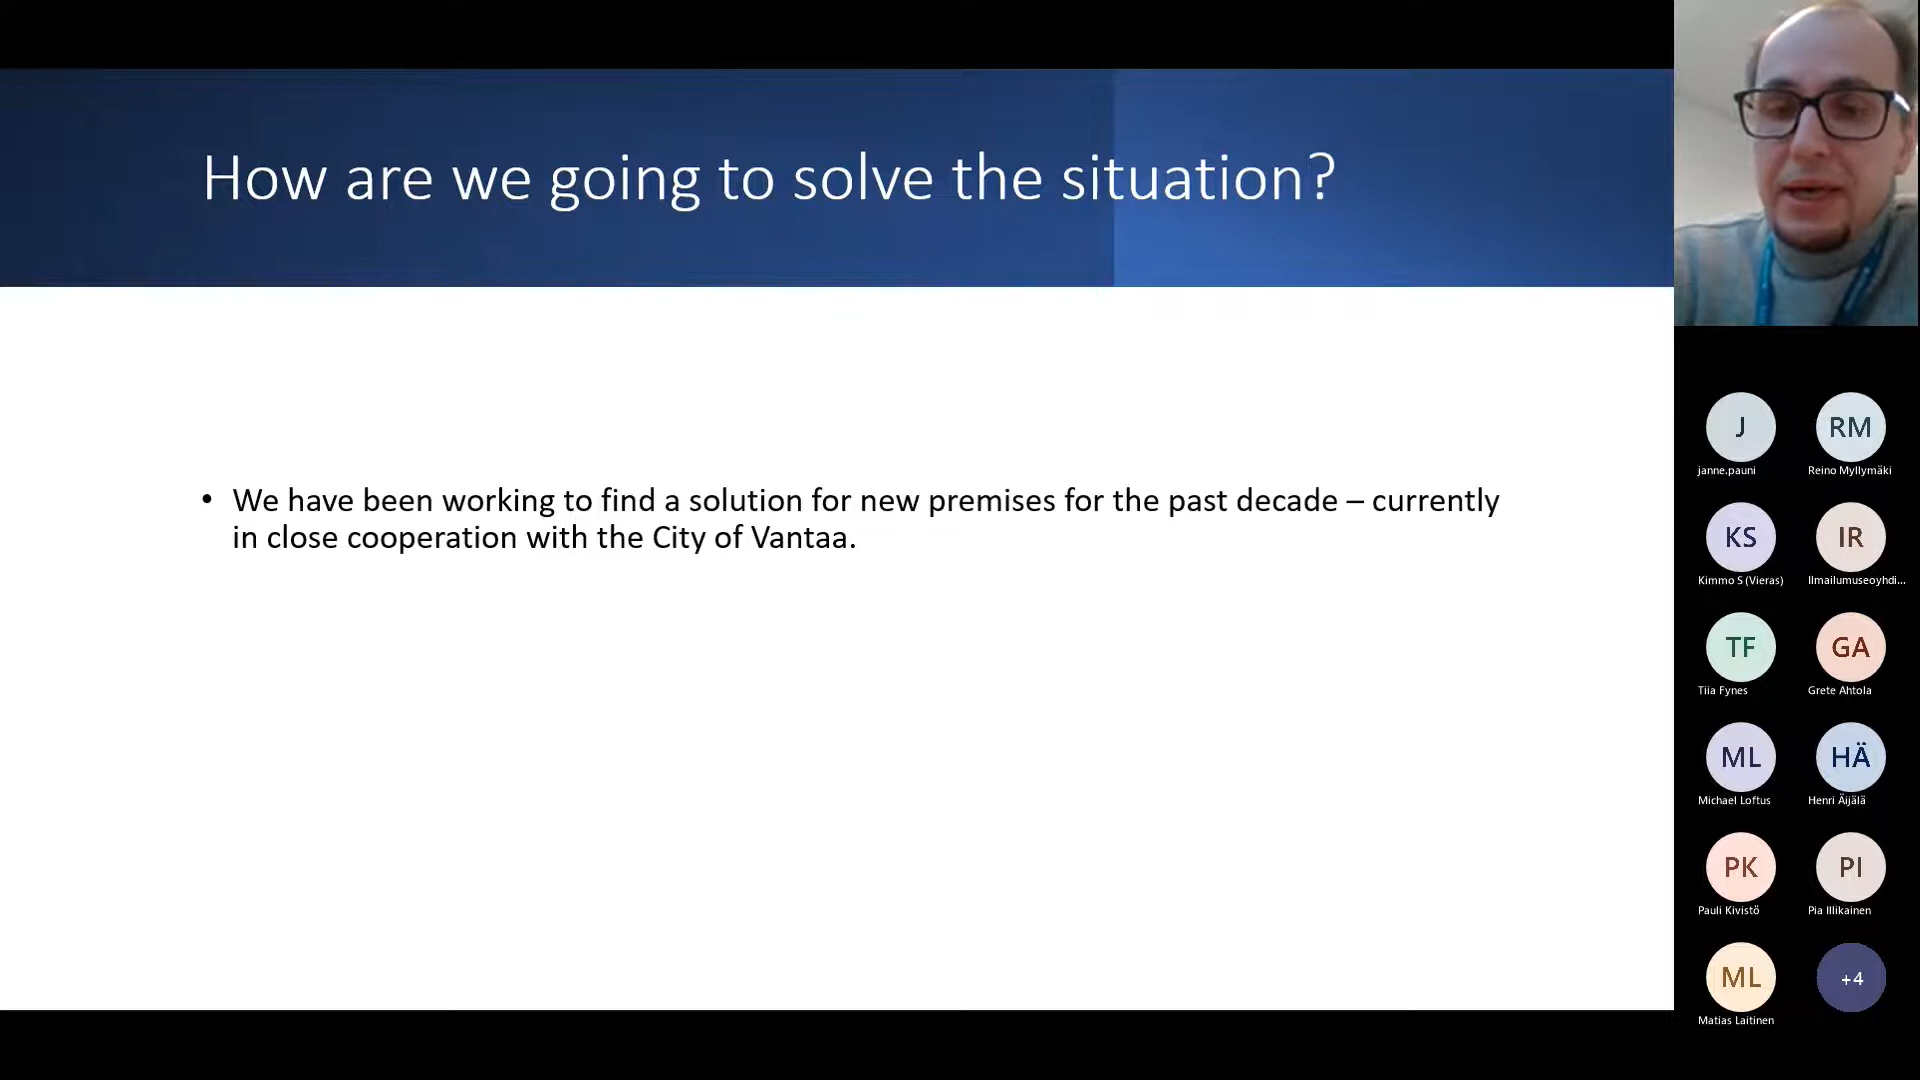 How are we going to solve the situation?
• We have been working to find a solution for new premises for the past decade – currently
in close cooperation with the City of Vantaa.
J
RM
janne.pauni
Reino Myllymäki
KS
IR
Kimmo S (Vieras)
Ilmailumuseoyhdi...
TF
GA
Tiia Fynes
Grete Ahtola
ML
HÄ
Michael Loftus
Henri Äijälä
PK
PI
Pauli Kivistö
Pia Illikainen
ML
+4
Matias Laitinen